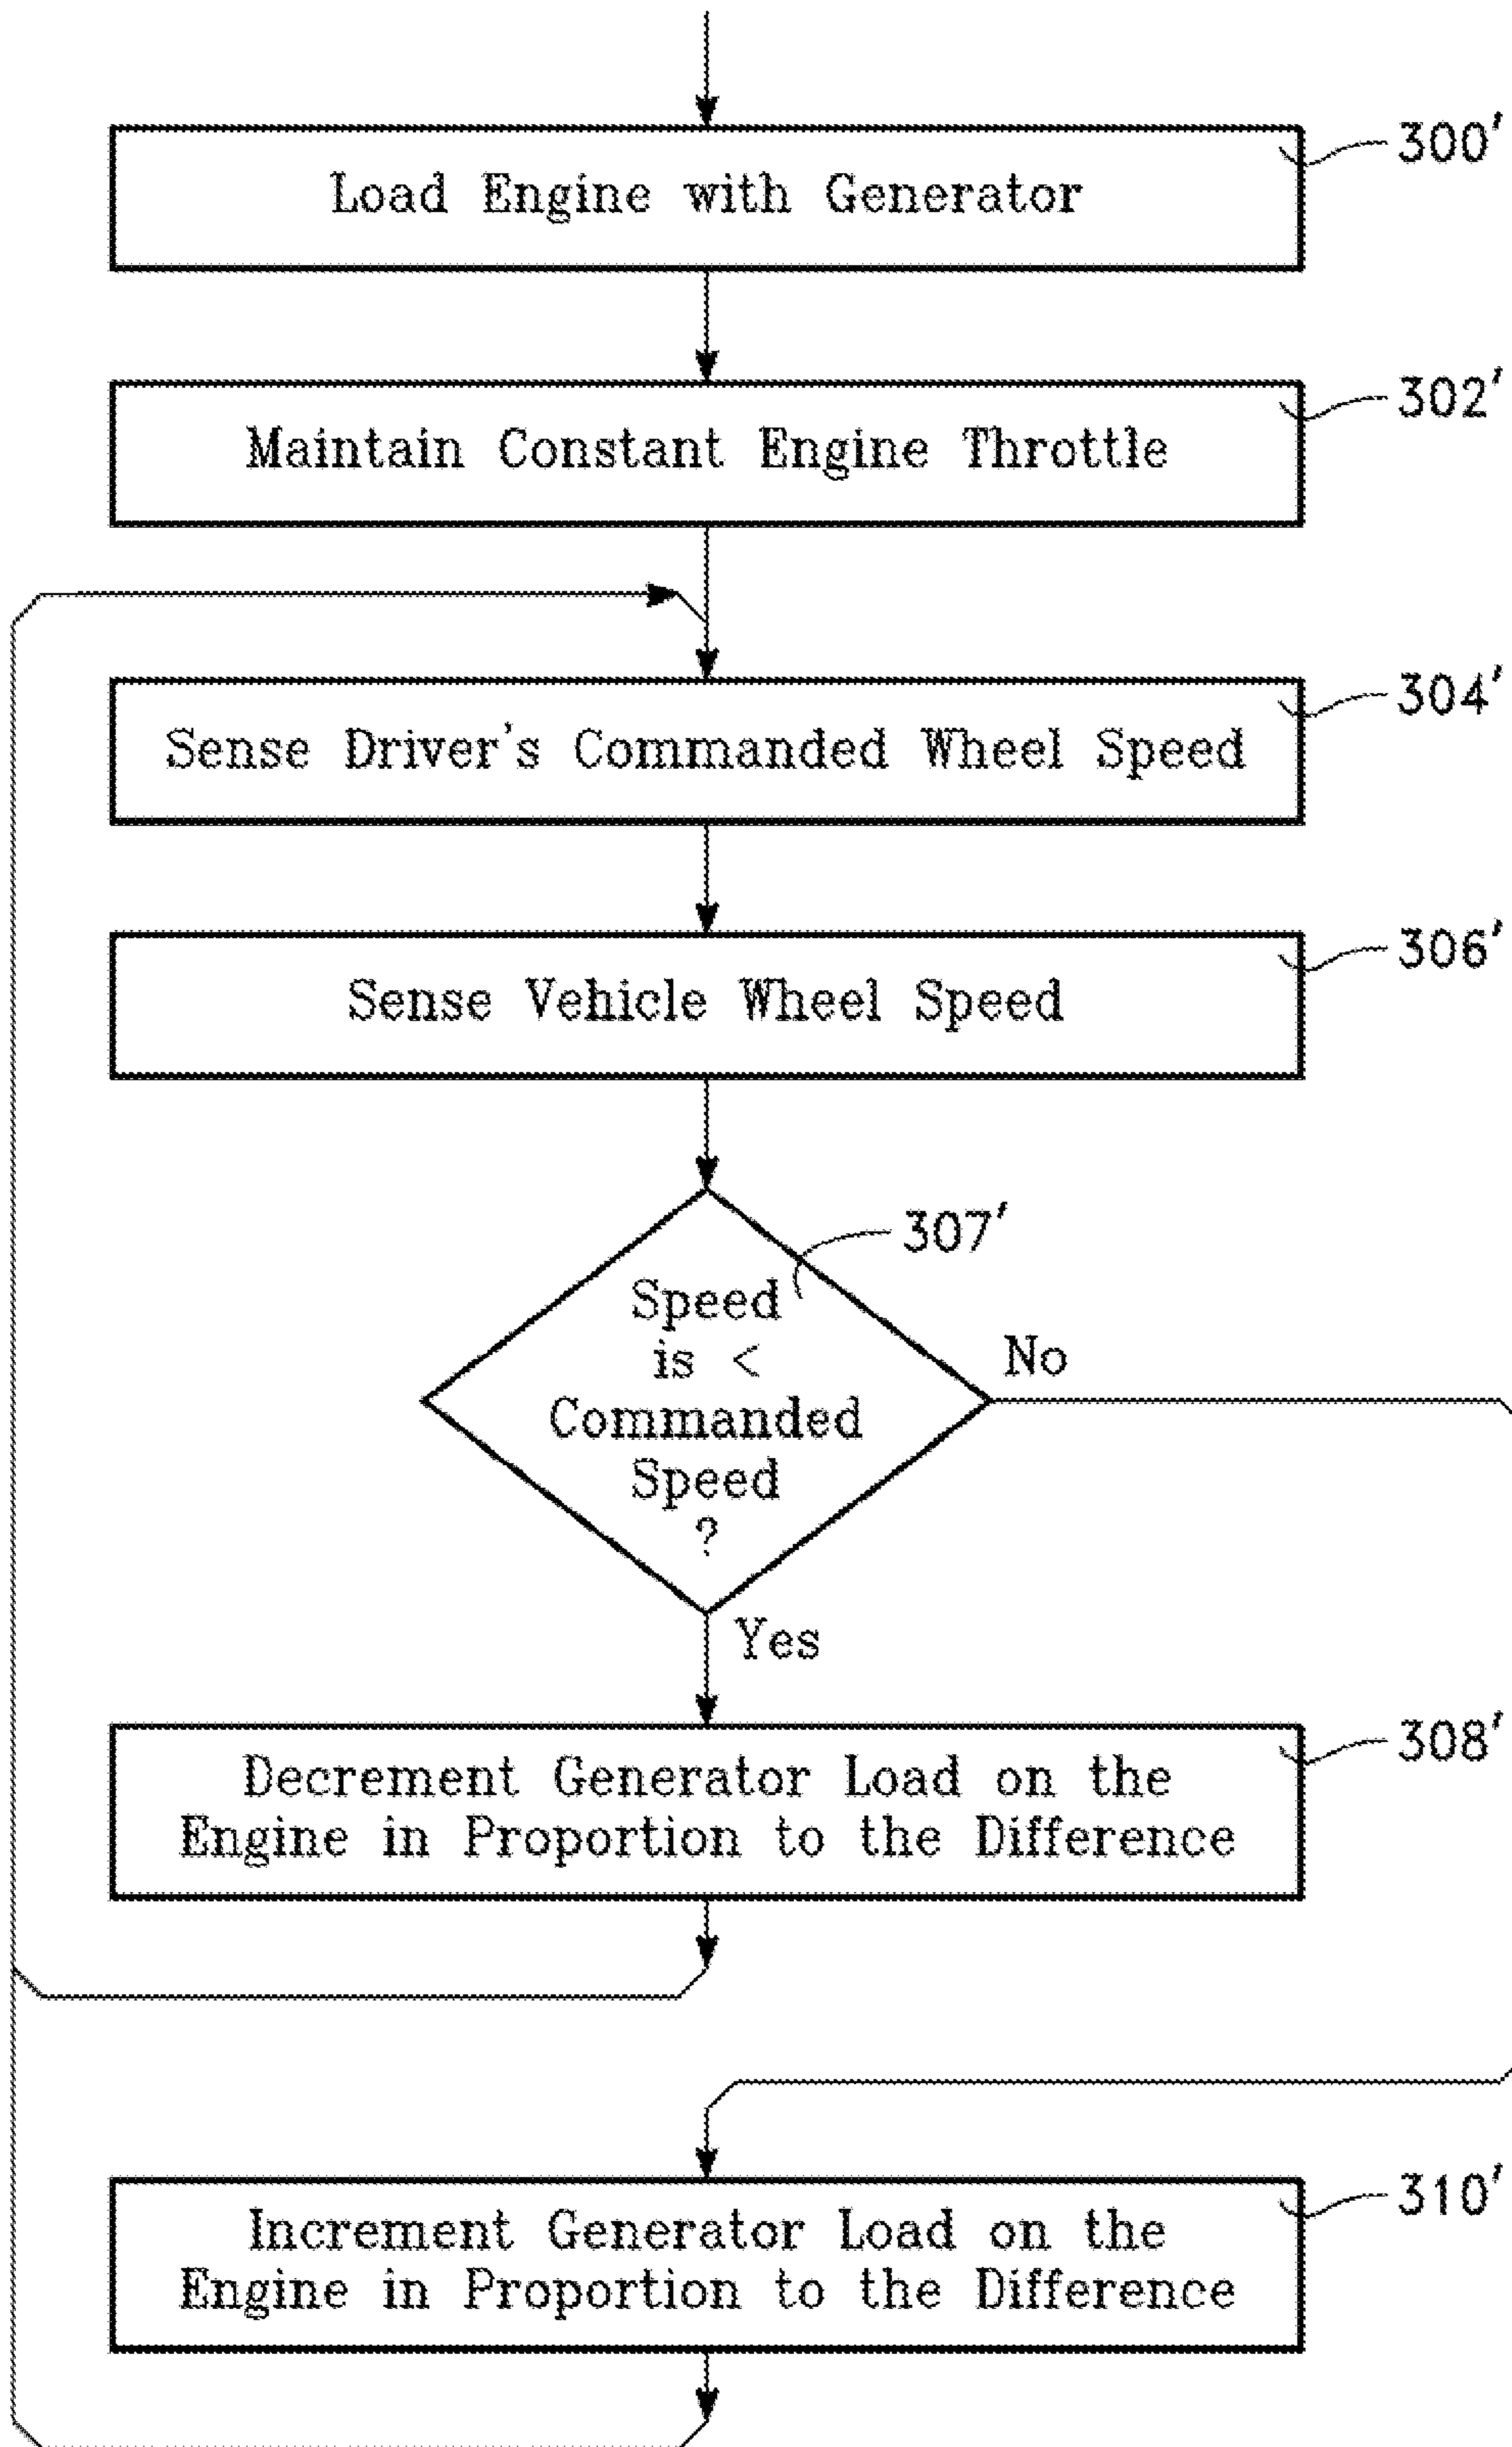 300'
Load Engine with Generator
302'
Maintain Constant Engine Throttle
304'
Sense Driver's Commanded Wheel Speed
306'
Sense Vehicle Wheel Speed
307'
Speed
is <
Commanded
Speed
?
No
Yes
308'
Decrement Generator Load on the
Engine in Proportion to the Difference
310'
Increment Generator Load on the
Engine in Proportion to the Difference